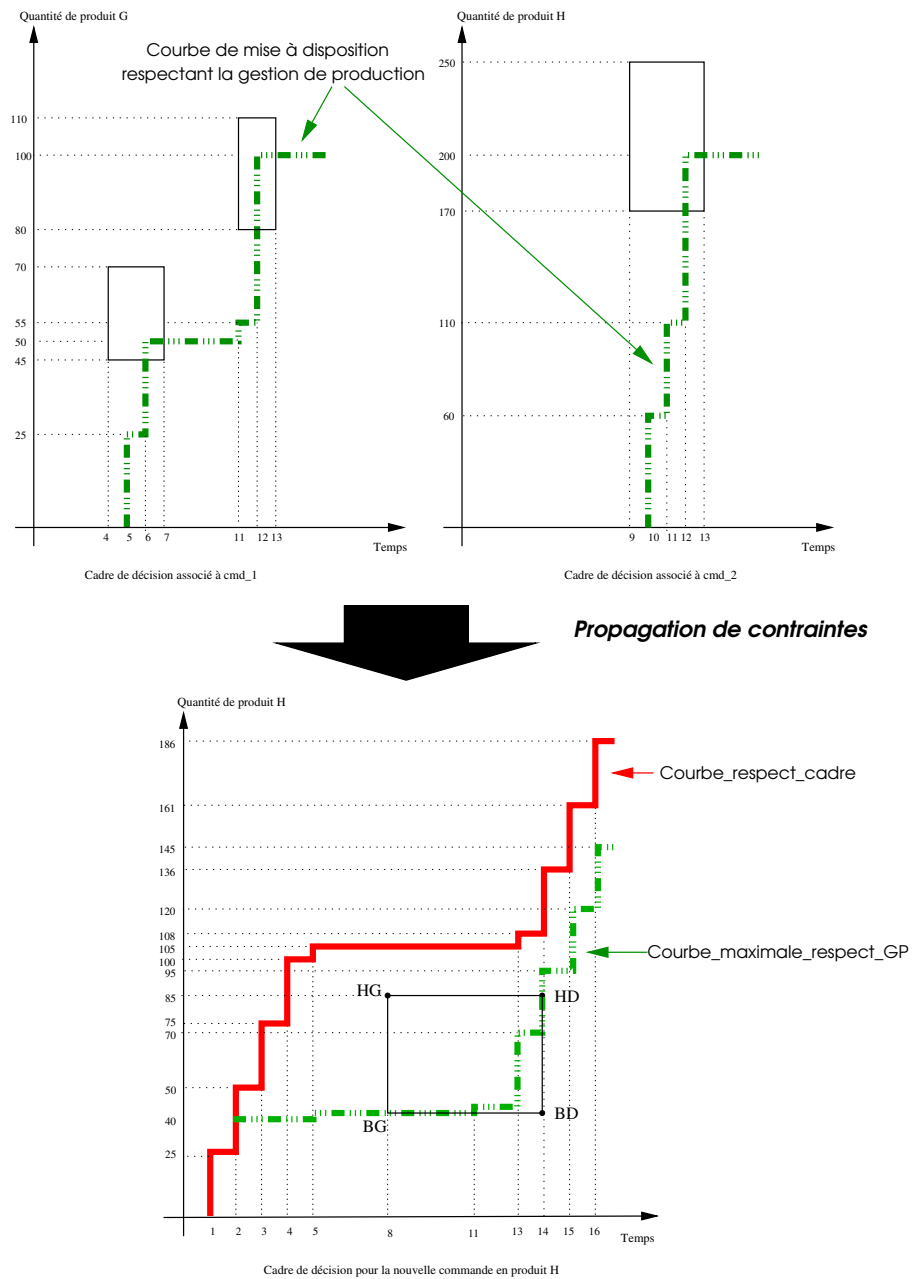 Quantité de produit G
Quantité de produit H
Courbe de mise à disposition
respectant la gestion de production
110
100
80
70
55
50
45
25
4
5
6
7
11
12
13
Temps
Cadre de décision associé à cmd_1
250
200
170
110
60
9
10
11
12
13
Temps
Cadre de décision associé à cmd_2
Propagation de contraintes
Quantité de produit H
186
161
145
136
120
108
105
100
95
85
75
70
50
40
25
Courbe_respect_cadre
Courbe_maximale_respect_GP
HG
HD
BG
BD
1
2
3
4
5
8
11
13
14
15
16
Temps
Cadre de décision pour la nouvelle commande en produit H